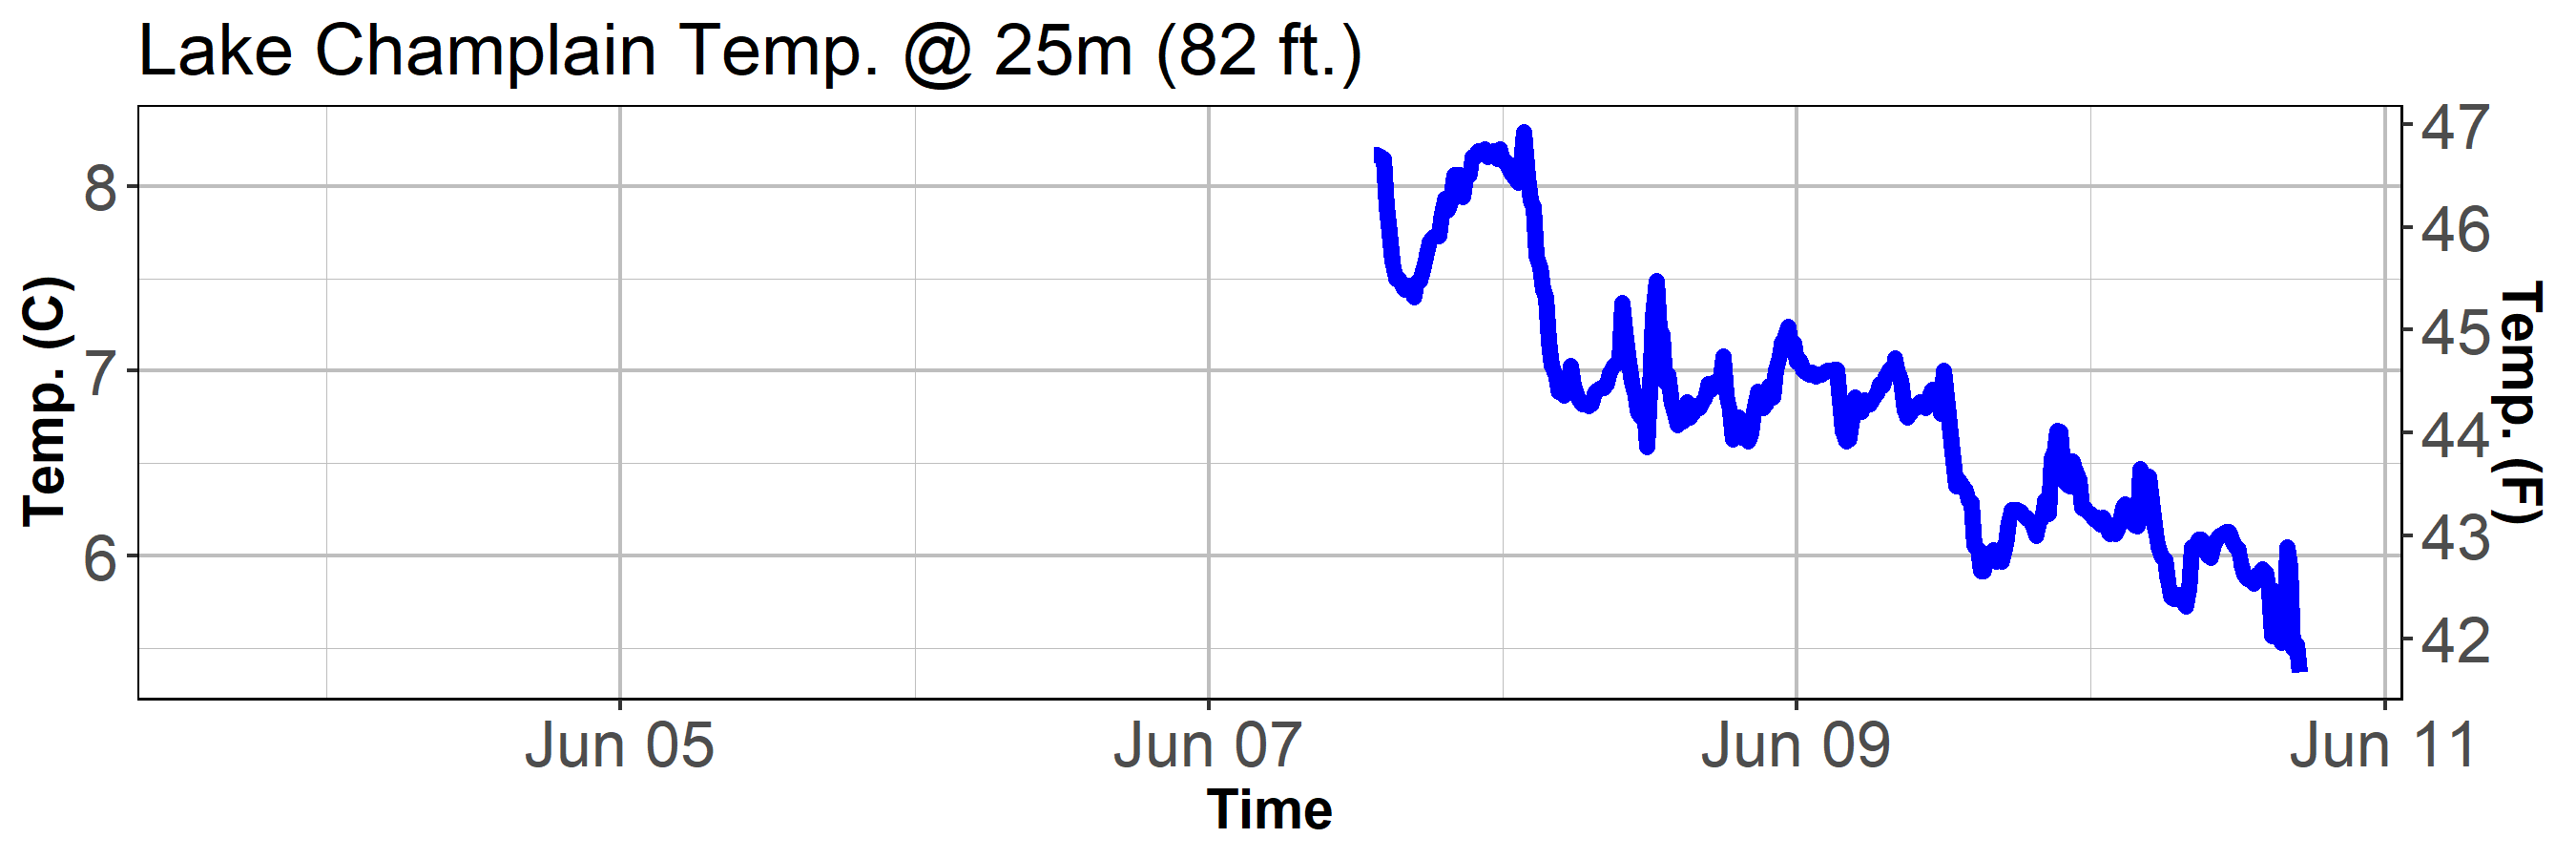 Lake Champlain Temp. @ 25m (82 ft.)
Temp. (C)
8
7
6
47
46
45
44
43
42
Temp. (F)
Jun 05 Jun 07 Jun 09 Jun 11
Time